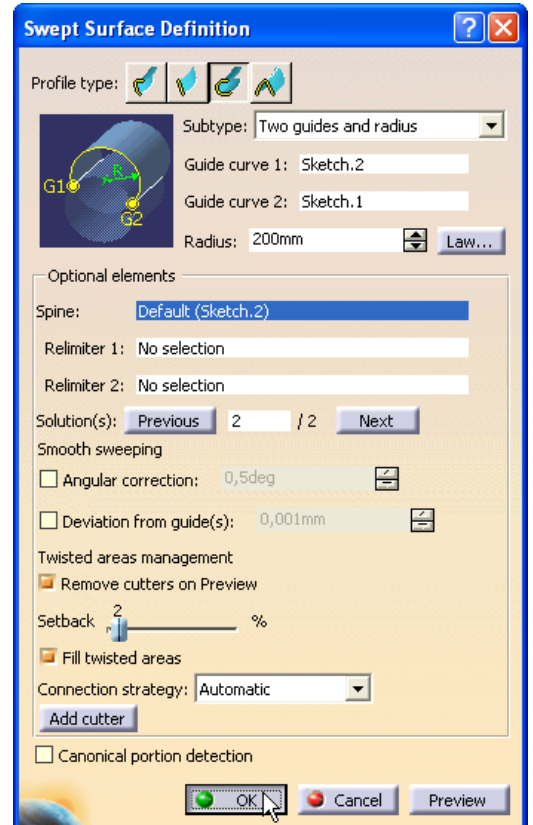 Swept Surface Definition
Profile type:
Subtype: Two guides and radius
Guide curve 1: Sketch.2
Guide curve 2: Sketch.1
Radius: 200mm Law...
G1 R G2
Optional elements
Spine: Default (Sketch.2)
Relimiter 1: No selection
Relimiter 2: No selection
Solution(s): Previous 2 / 2 Next
Smooth sweeping
Angular correction: 0,5deg
Deviation from guide(s): 0,001mm
Twisted areas management
Remove cutters on Preview
2
Setback %
Fill twisted areas
Connection strategy: Automatic
Add cutter
Canonical portion detection
OK Cancel Preview